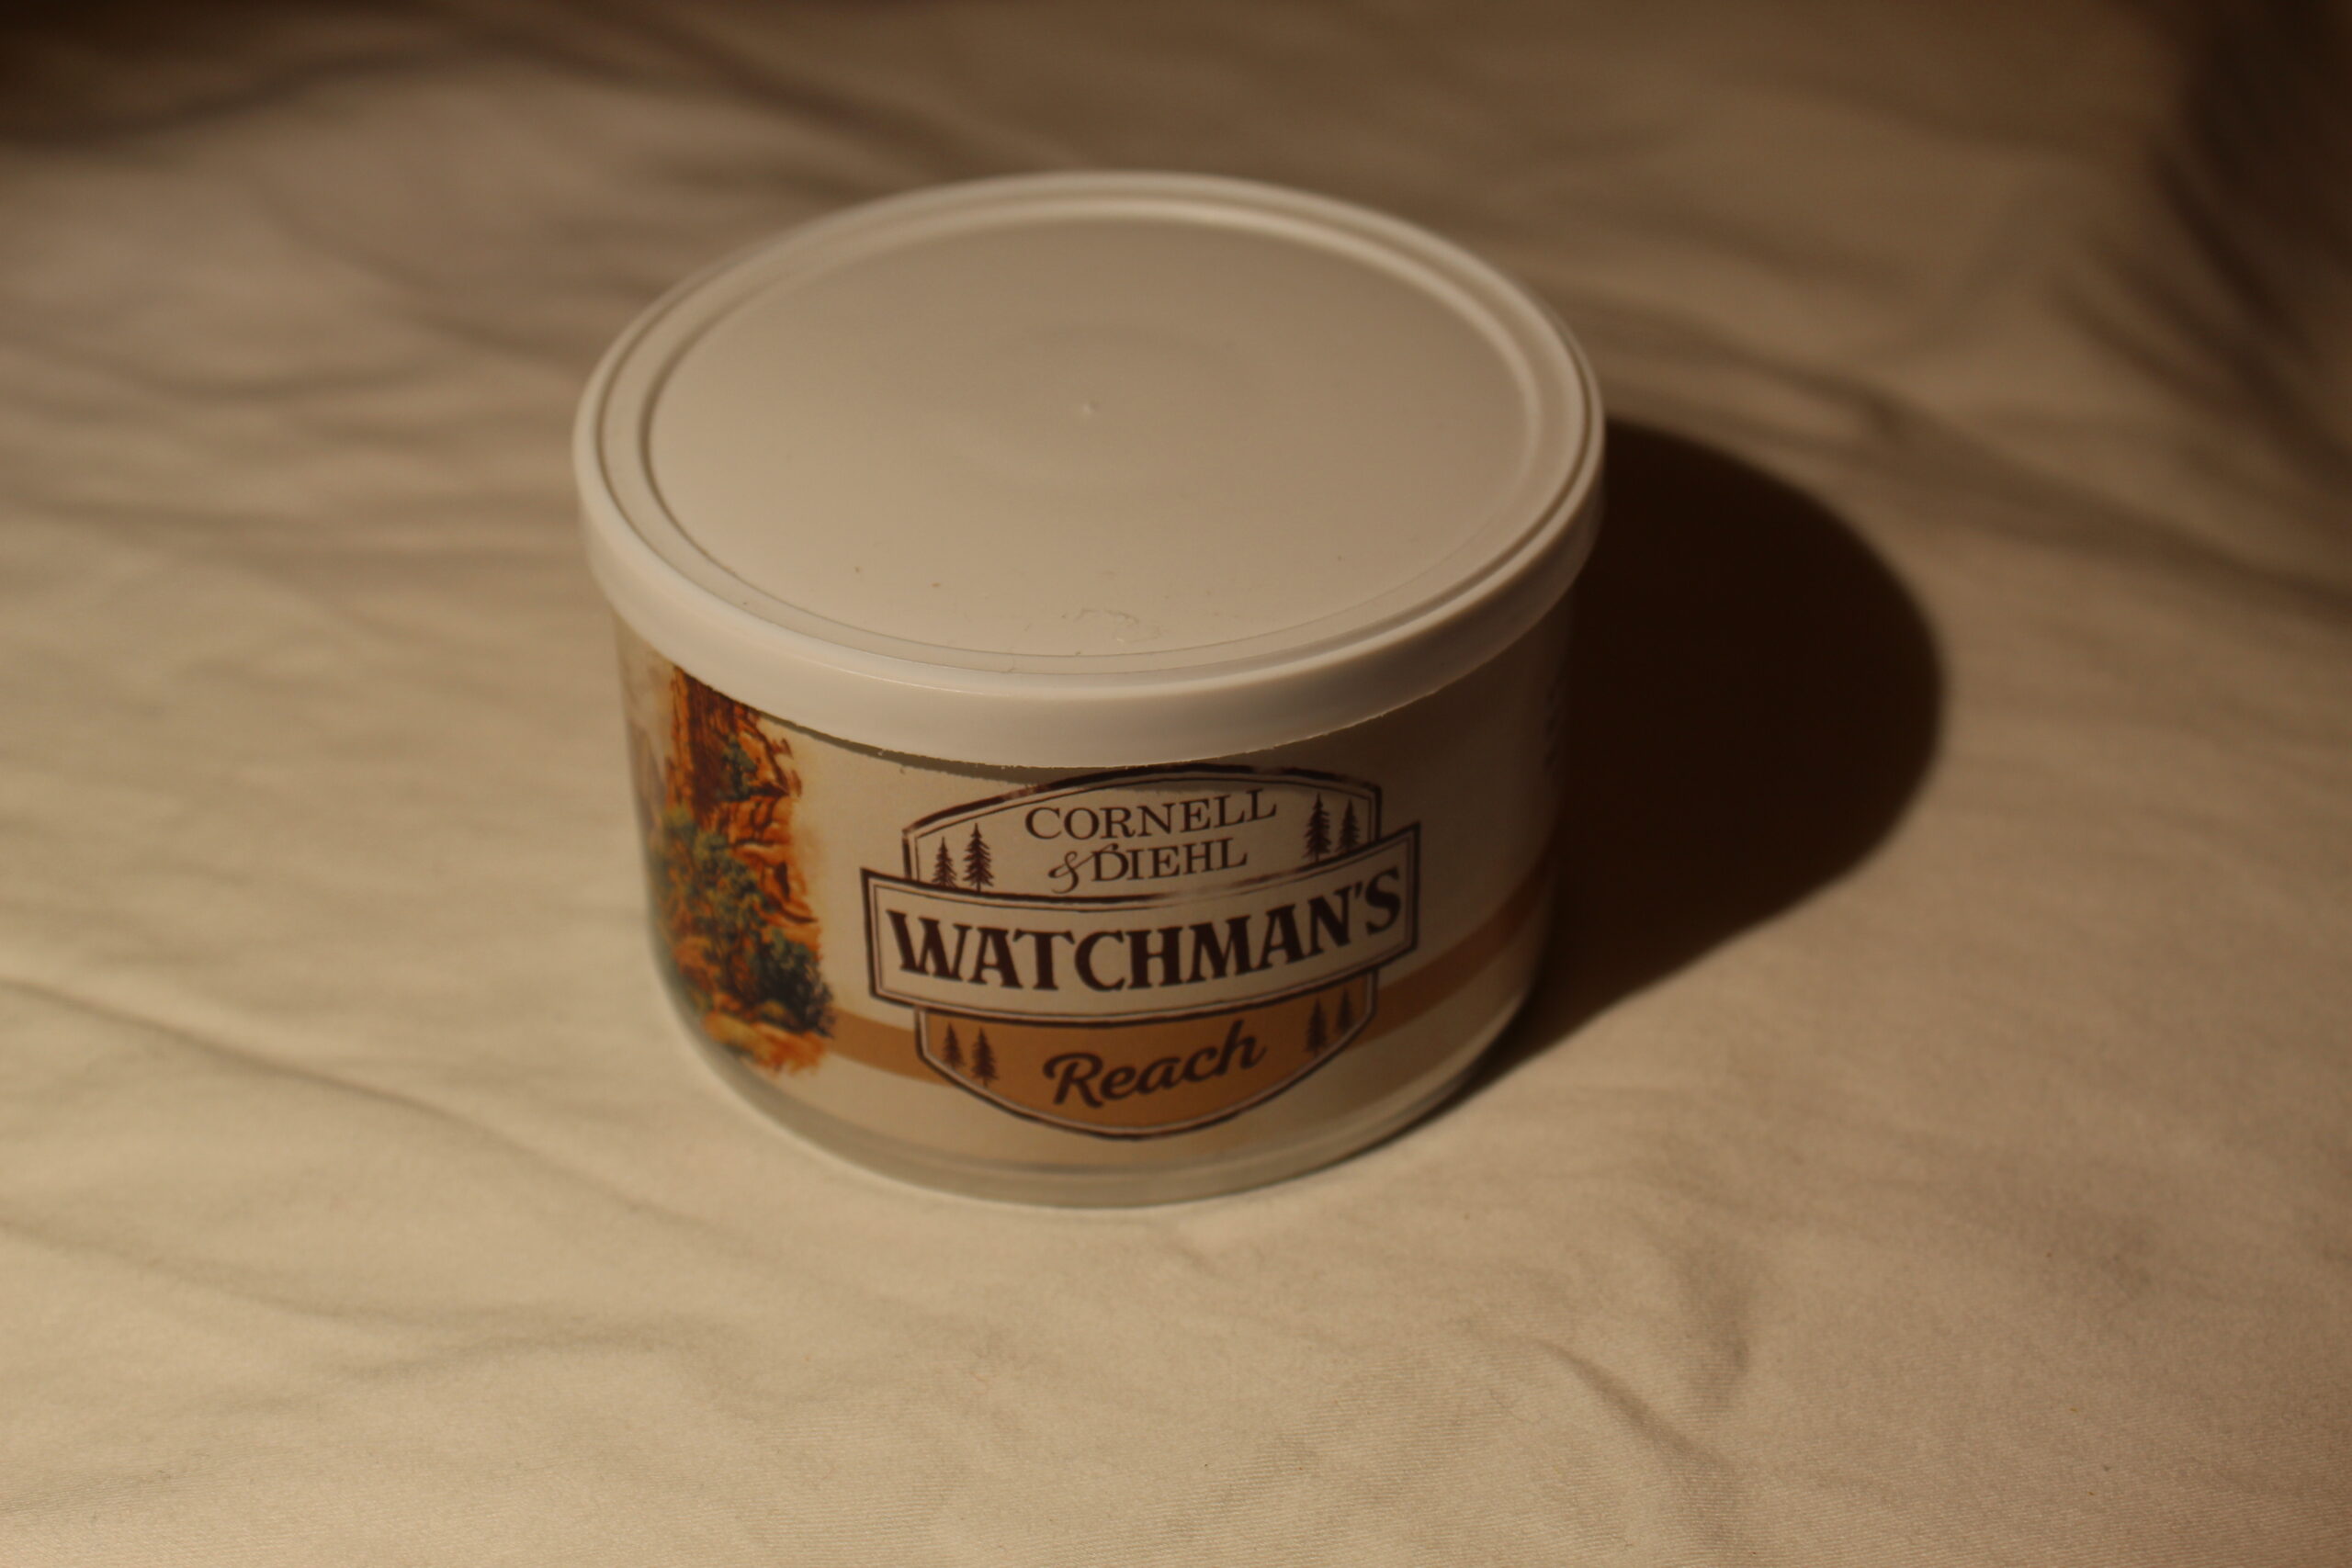 CORNELL
& DIEHL
WATCHMAN'S
Reach